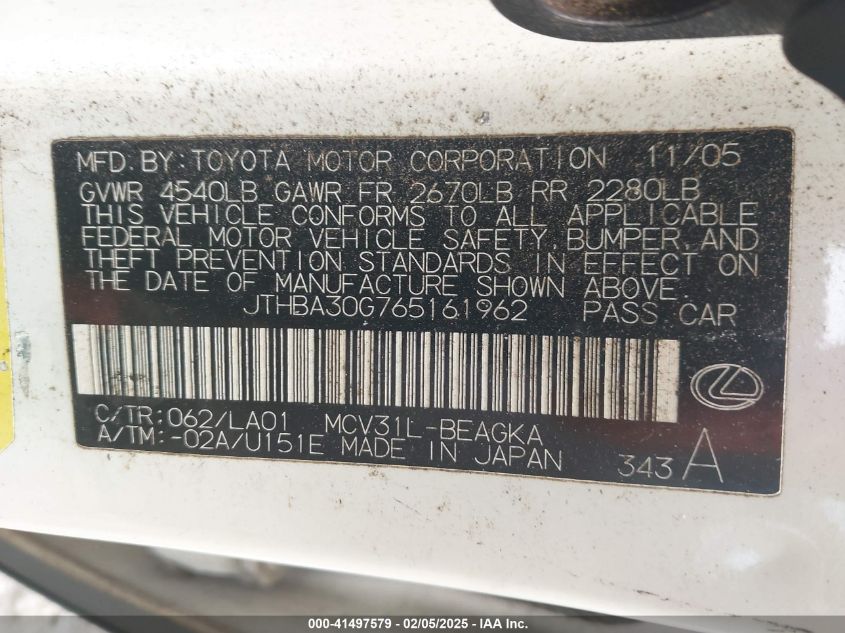 MFD. BY: TOYOTA MOTOR CORPORATION 11/05
GVWR 4540LB GAWR FR 2670LB RR 2280LB
THIS VEHICLE CONFORMS TO ALL APPLICABLE
FEDERAL MOTOR VEHICLE SAFETY, BUMPER, AND
THEFT PREVENTION STANDARDS IN EFFECT ON
THE DATE OF MANUFACTURE SHOWN ABOVE.
JTHBA30G765161962 PASS CAR
C/TR: 062/LA01 MCV31L-BEAGKA
A/TM: -02A/U151E MADE IN JAPAN
343 A
000-41497579 - 02/05/2025 - IAA Inc.